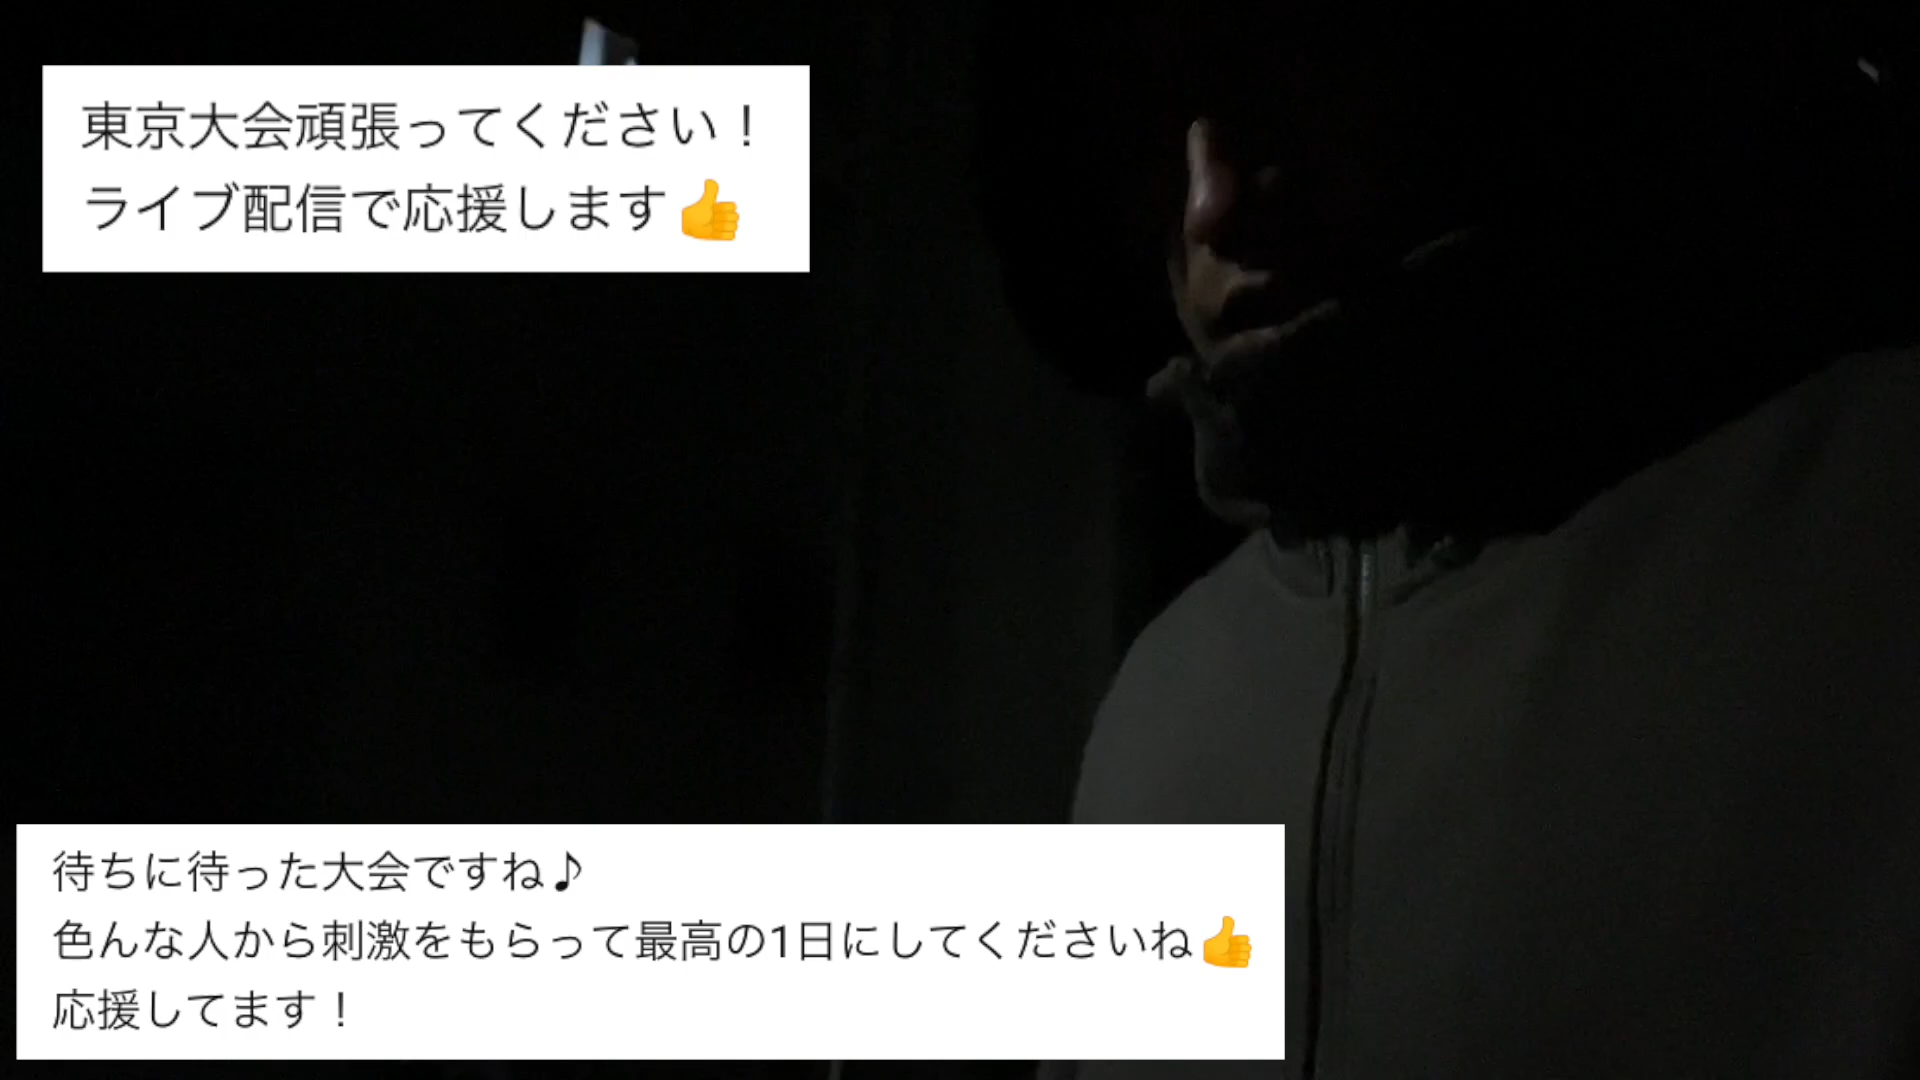 東京大会頑張ってください！
ライブ配信で応援します👍
待ちに待った大会ですね♪
色んな人から刺激をもらって最高の1日にしてくださいね👍
応援してます！